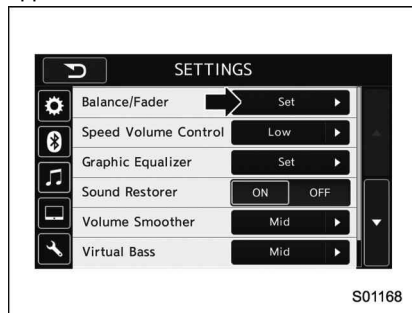 SETTINGS
Balance/Fader Set
Speed Volume Control Low
Graphic Equalizer Set
Sound Restorer ON OFF
Volume Smoother Mid
Virtual Bass Mid
S01168